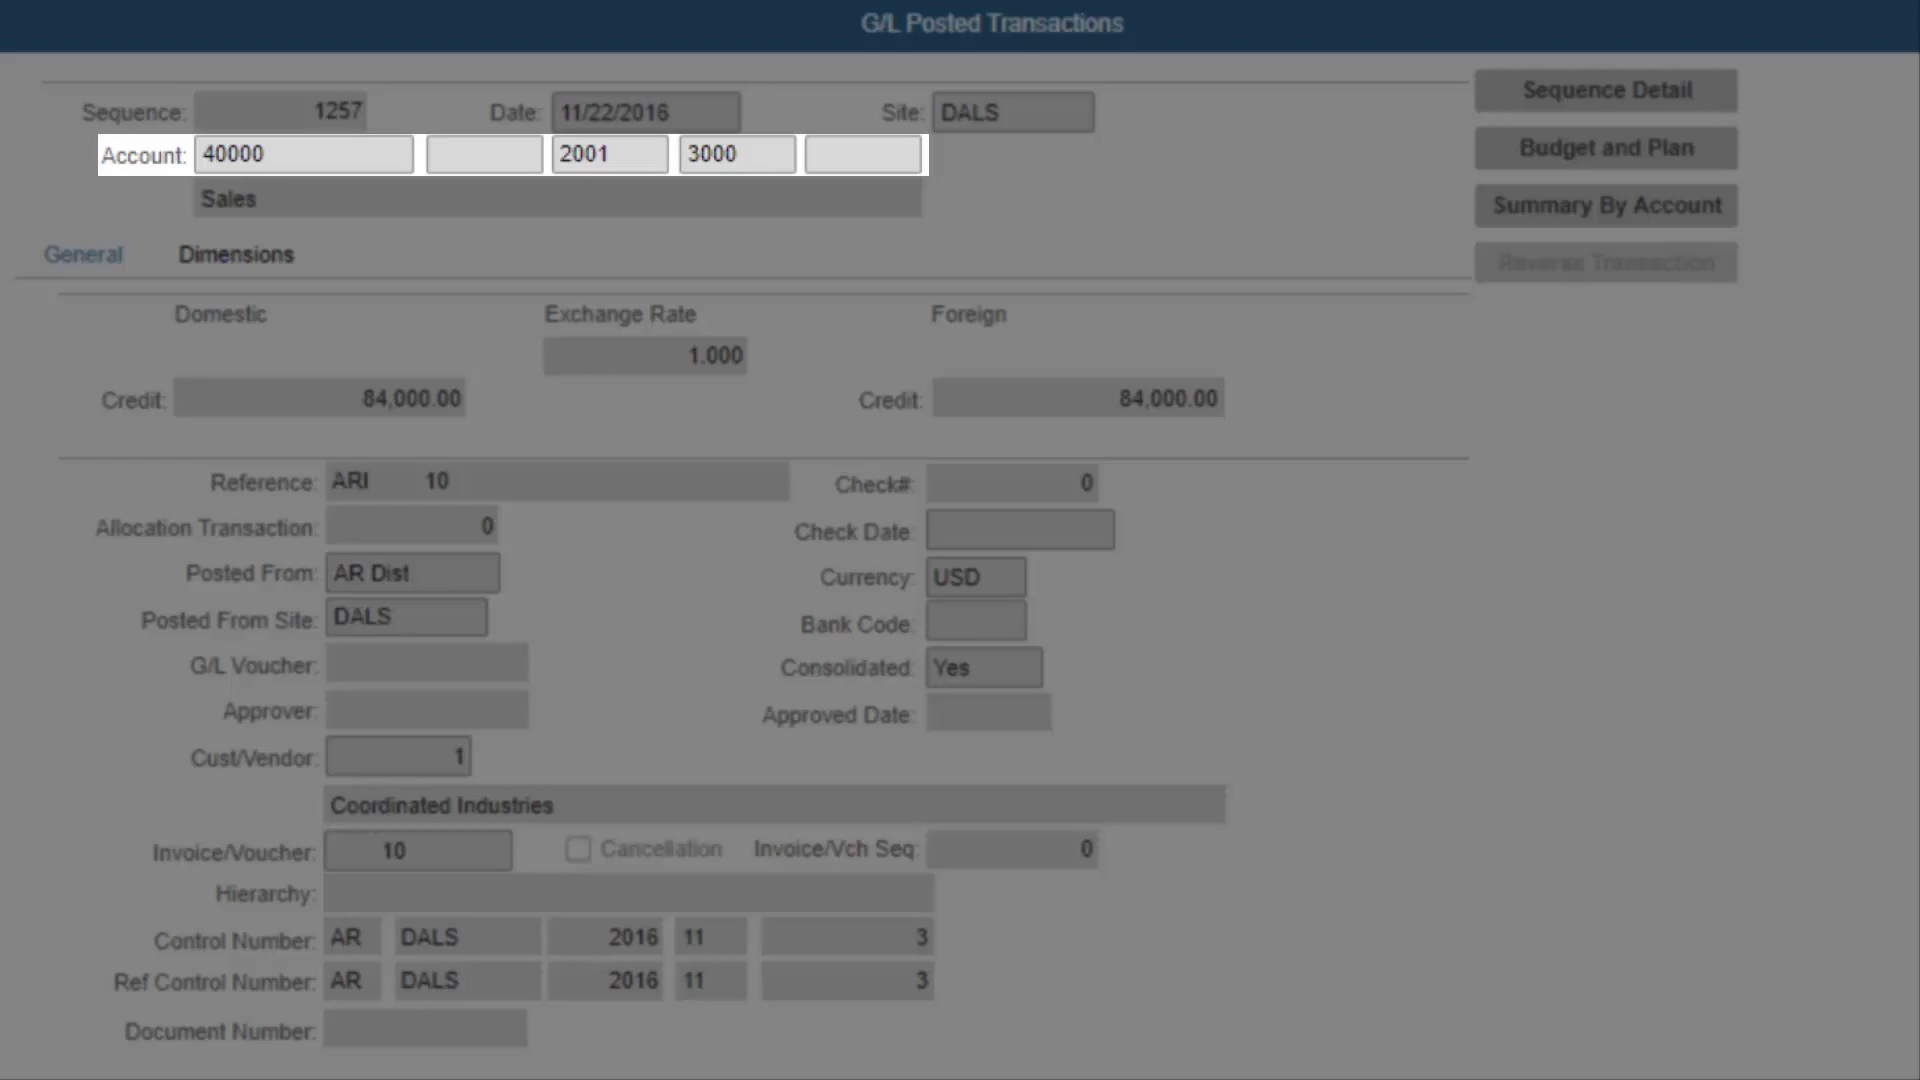 G/L Posted Transactions
Sequence: 1257 Date: 11/22/2016 Site: DALS Sequence Detail
Account: 40000 2001 3000 Budget and Plan
Sales Summary By Account
General Dimensions Reverse Transaction
Domestic Exchange Rate Foreign
1.000
Credit: 84,000.00 Credit: 84,000.00
Reference: ARI 10 Check#: 0
Allocation Transaction: 0 Check Date:
Posted From: AR Dist Currency: USD
Posted From Site: DALS Bank Code:
G/L Voucher: Consolidated: Yes
Approver: Approved Date:
Cust/Vendor: 1
Coordinated Industries
Invoice/Voucher: 10 Cancellation Invoice/Vch Seq: 0
Hierarchy:
Control Number: AR DALS 2016 11 3
Ref Control Number: AR DALS 2016 11 3
Document Number: